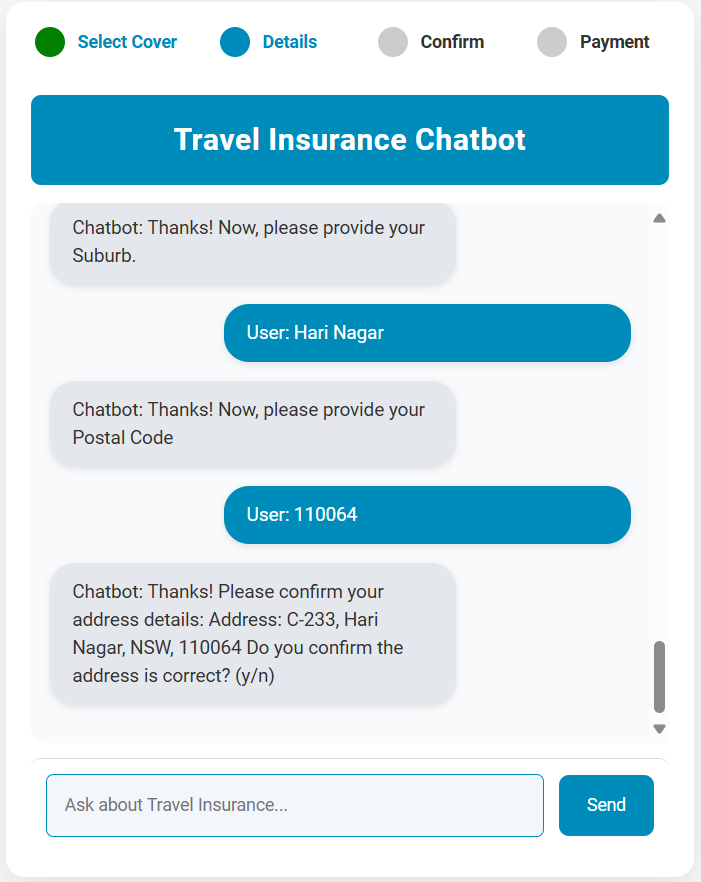 Select Cover Details Confirm Payment
Travel Insurance Chatbot
Chatbot: Thanks! Now, please provide your
Suburb.
User: Hari Nagar
Chatbot: Thanks! Now, please provide your
Postal Code
User: 110064
Chatbot: Thanks! Please confirm your
address details: Address: C-233, Hari
Nagar, NSW, 110064 Do you confirm the
address is correct? (y/n)
Ask about Travel Insurance...
Send